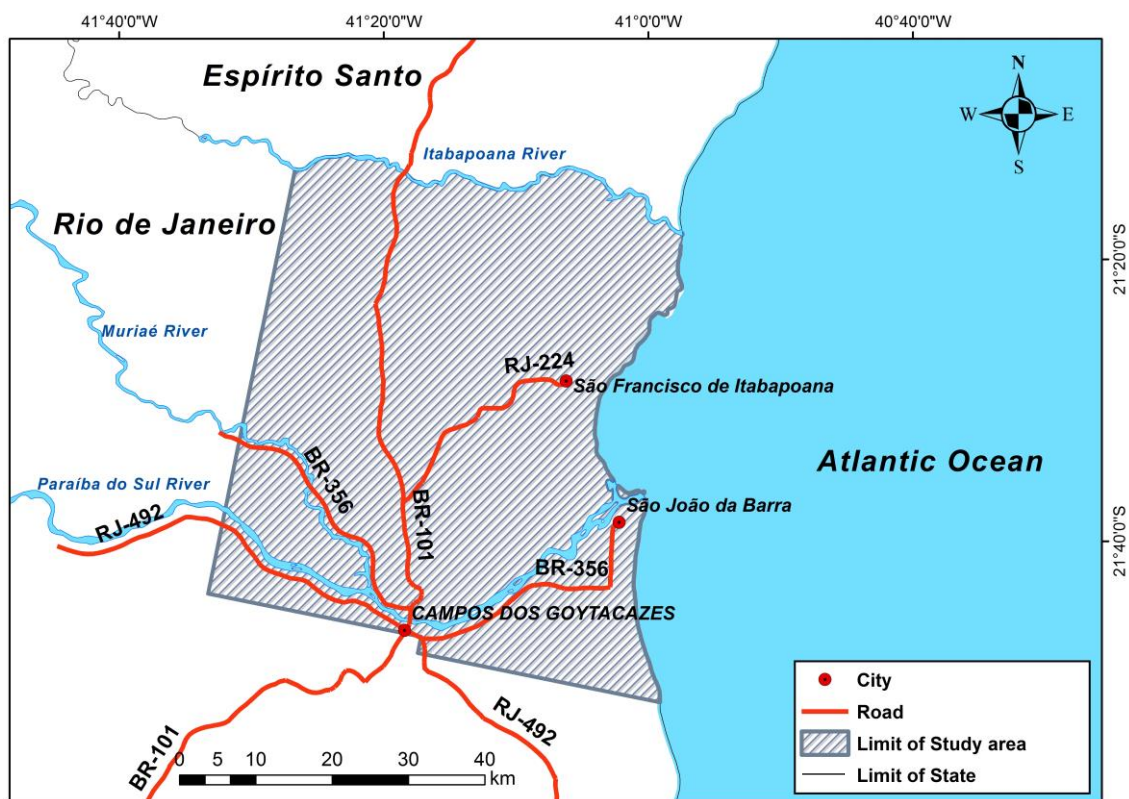 41°40'0"W
41°20'0"W
41°0'0"W
40°40'0"W
Espírito Santo
N
W
E
S
Itabapoana River
Rio de Janeiro
21°20'0"S
Muriaé River
RJ-224
São Francisco de Itabapoana
BR-356
Atlantic Ocean
Paraíba do Sul River
São João da Barra
RJ-492
BR-101
21°40'0"S
BR-356
CAMPOS DOS GOYTACAZES
City
Road
RJ-492
BR-101
Limit of Study area
0 5 10 20 30 40
km
Limit of State